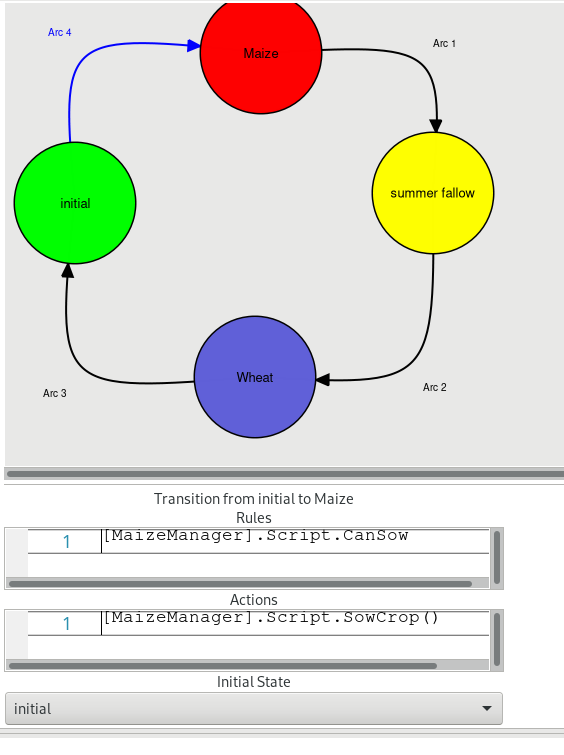 Arc 4
Maize
Arc 1
initial
summer fallow
Wheat
Arc 2
Arc 3
Transition from initial to Maize
Rules
1 [MaizeManager].Script.CanSow
Actions
1 [MaizeManager].Script.SowCrop()
Initial State
initial